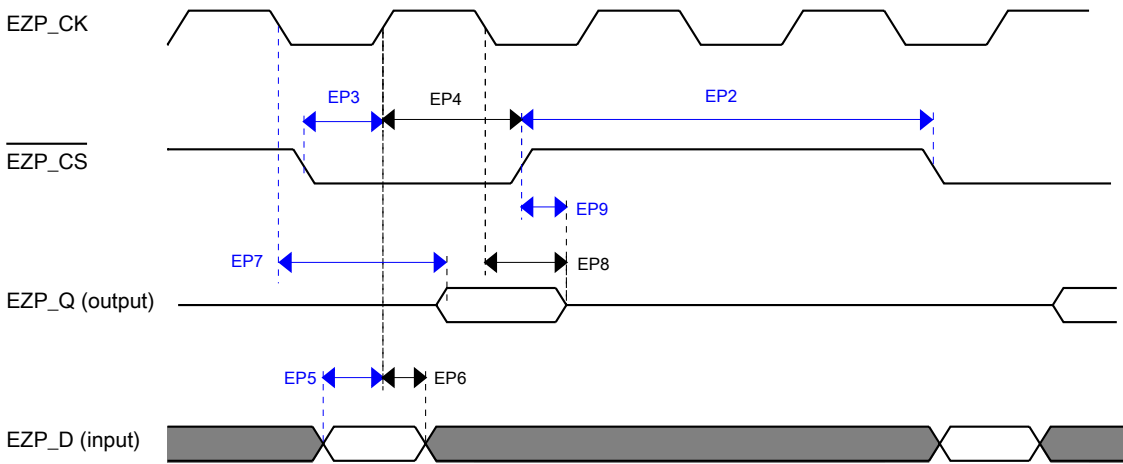 EZP_CK
EP3
EP4
EP2
EZP_CS
EP9
EP7
EP8
EZP_Q (output)
EP5
EP6
EZP_D (input)